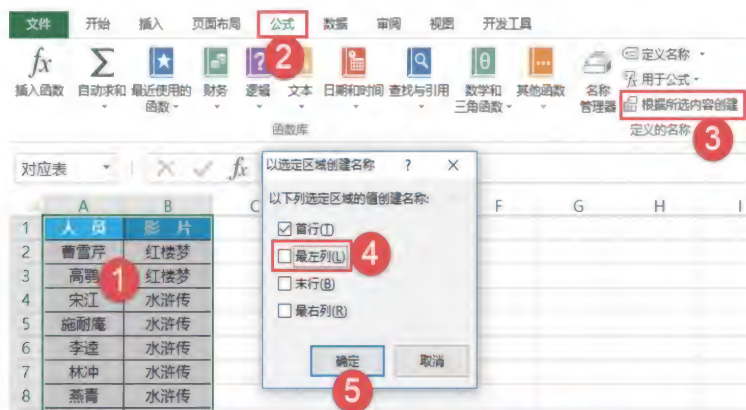 文件 开始 插入 页面布局 公式 数据 审阅 视图 开发工具
2
fx Σ ? θ ...
插入函数 自动求和 最近使用的函数 财务 逻辑 文本 日期和时间 查找与引用 数学和三角函数 其他函数 名称管理器
定义名称
用于公式
根据所选内容创建
函数库 定义的名称
3
对应表 fx
以选定区域创建名称 ? ×
以下列选定区域的值创建名称:
首行(T)
最左列(L)
4
末行(B)
最右列(R)
确定 取消
5
A B C F G H I
1 人 员 影 片
2 曹雪芹 红楼梦
3 高鹗 红楼梦
1
4 宋江 水浒传
5 施耐庵 水浒传
6 李逵 水浒传
7 林冲 水浒传
8 燕青 水浒传